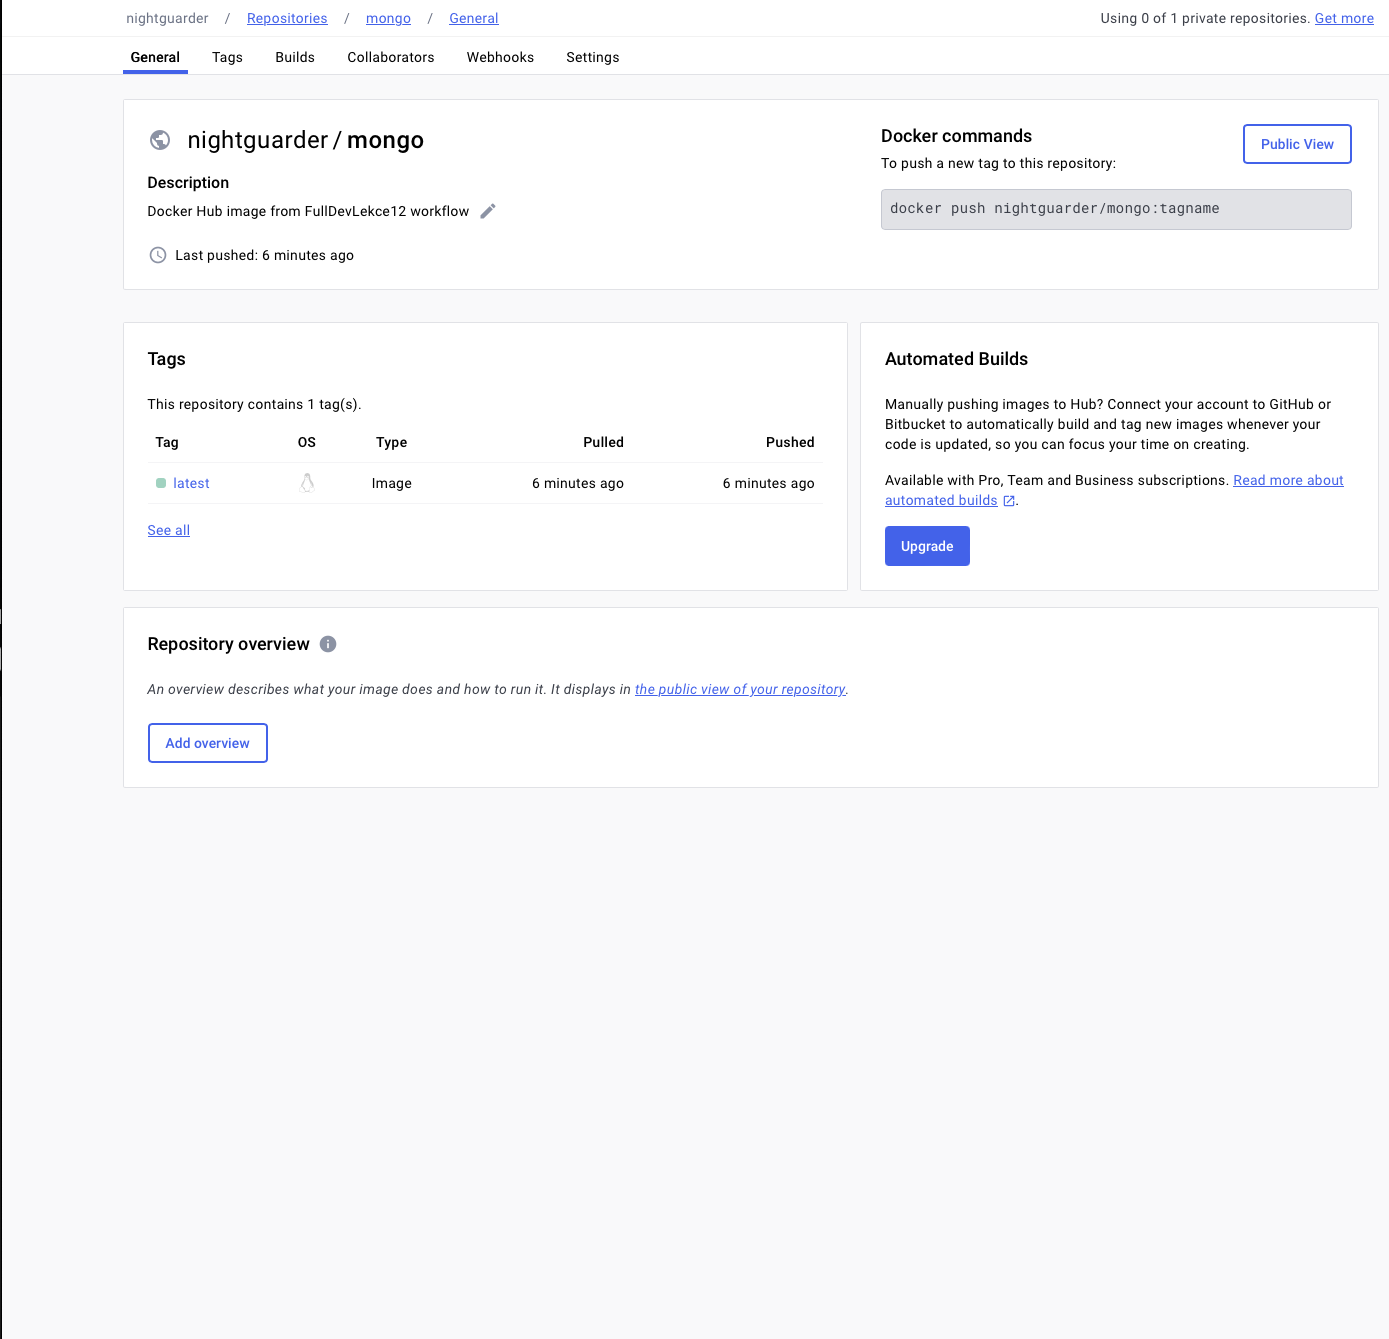 nightguarder / Repositories / mongo / General
Using 0 of 1 private repositories. Get more
General Tags Builds Collaborators Webhooks Settings
nightguarder / mongo
Description
Docker Hub image from FullDevLekce12 workflow
Last pushed: 6 minutes ago
Docker commands
To push a new tag to this repository:
Public View
docker push nightguarder/mongo:tagname
Tags
This repository contains 1 tag(s).
Tag OS Type Pulled Pushed
latest Image 6 minutes ago 6 minutes ago
See all
Automated Builds
Manually pushing images to Hub? Connect your account to GitHub or
Bitbucket to automatically build and tag new images whenever your
code is updated, so you can focus your time on creating.
Available with Pro, Team and Business subscriptions. Read more about
automated builds .
Upgrade
Repository overview
An overview describes what your image does and how to run it. It displays in the public view of your repository.
Add overview